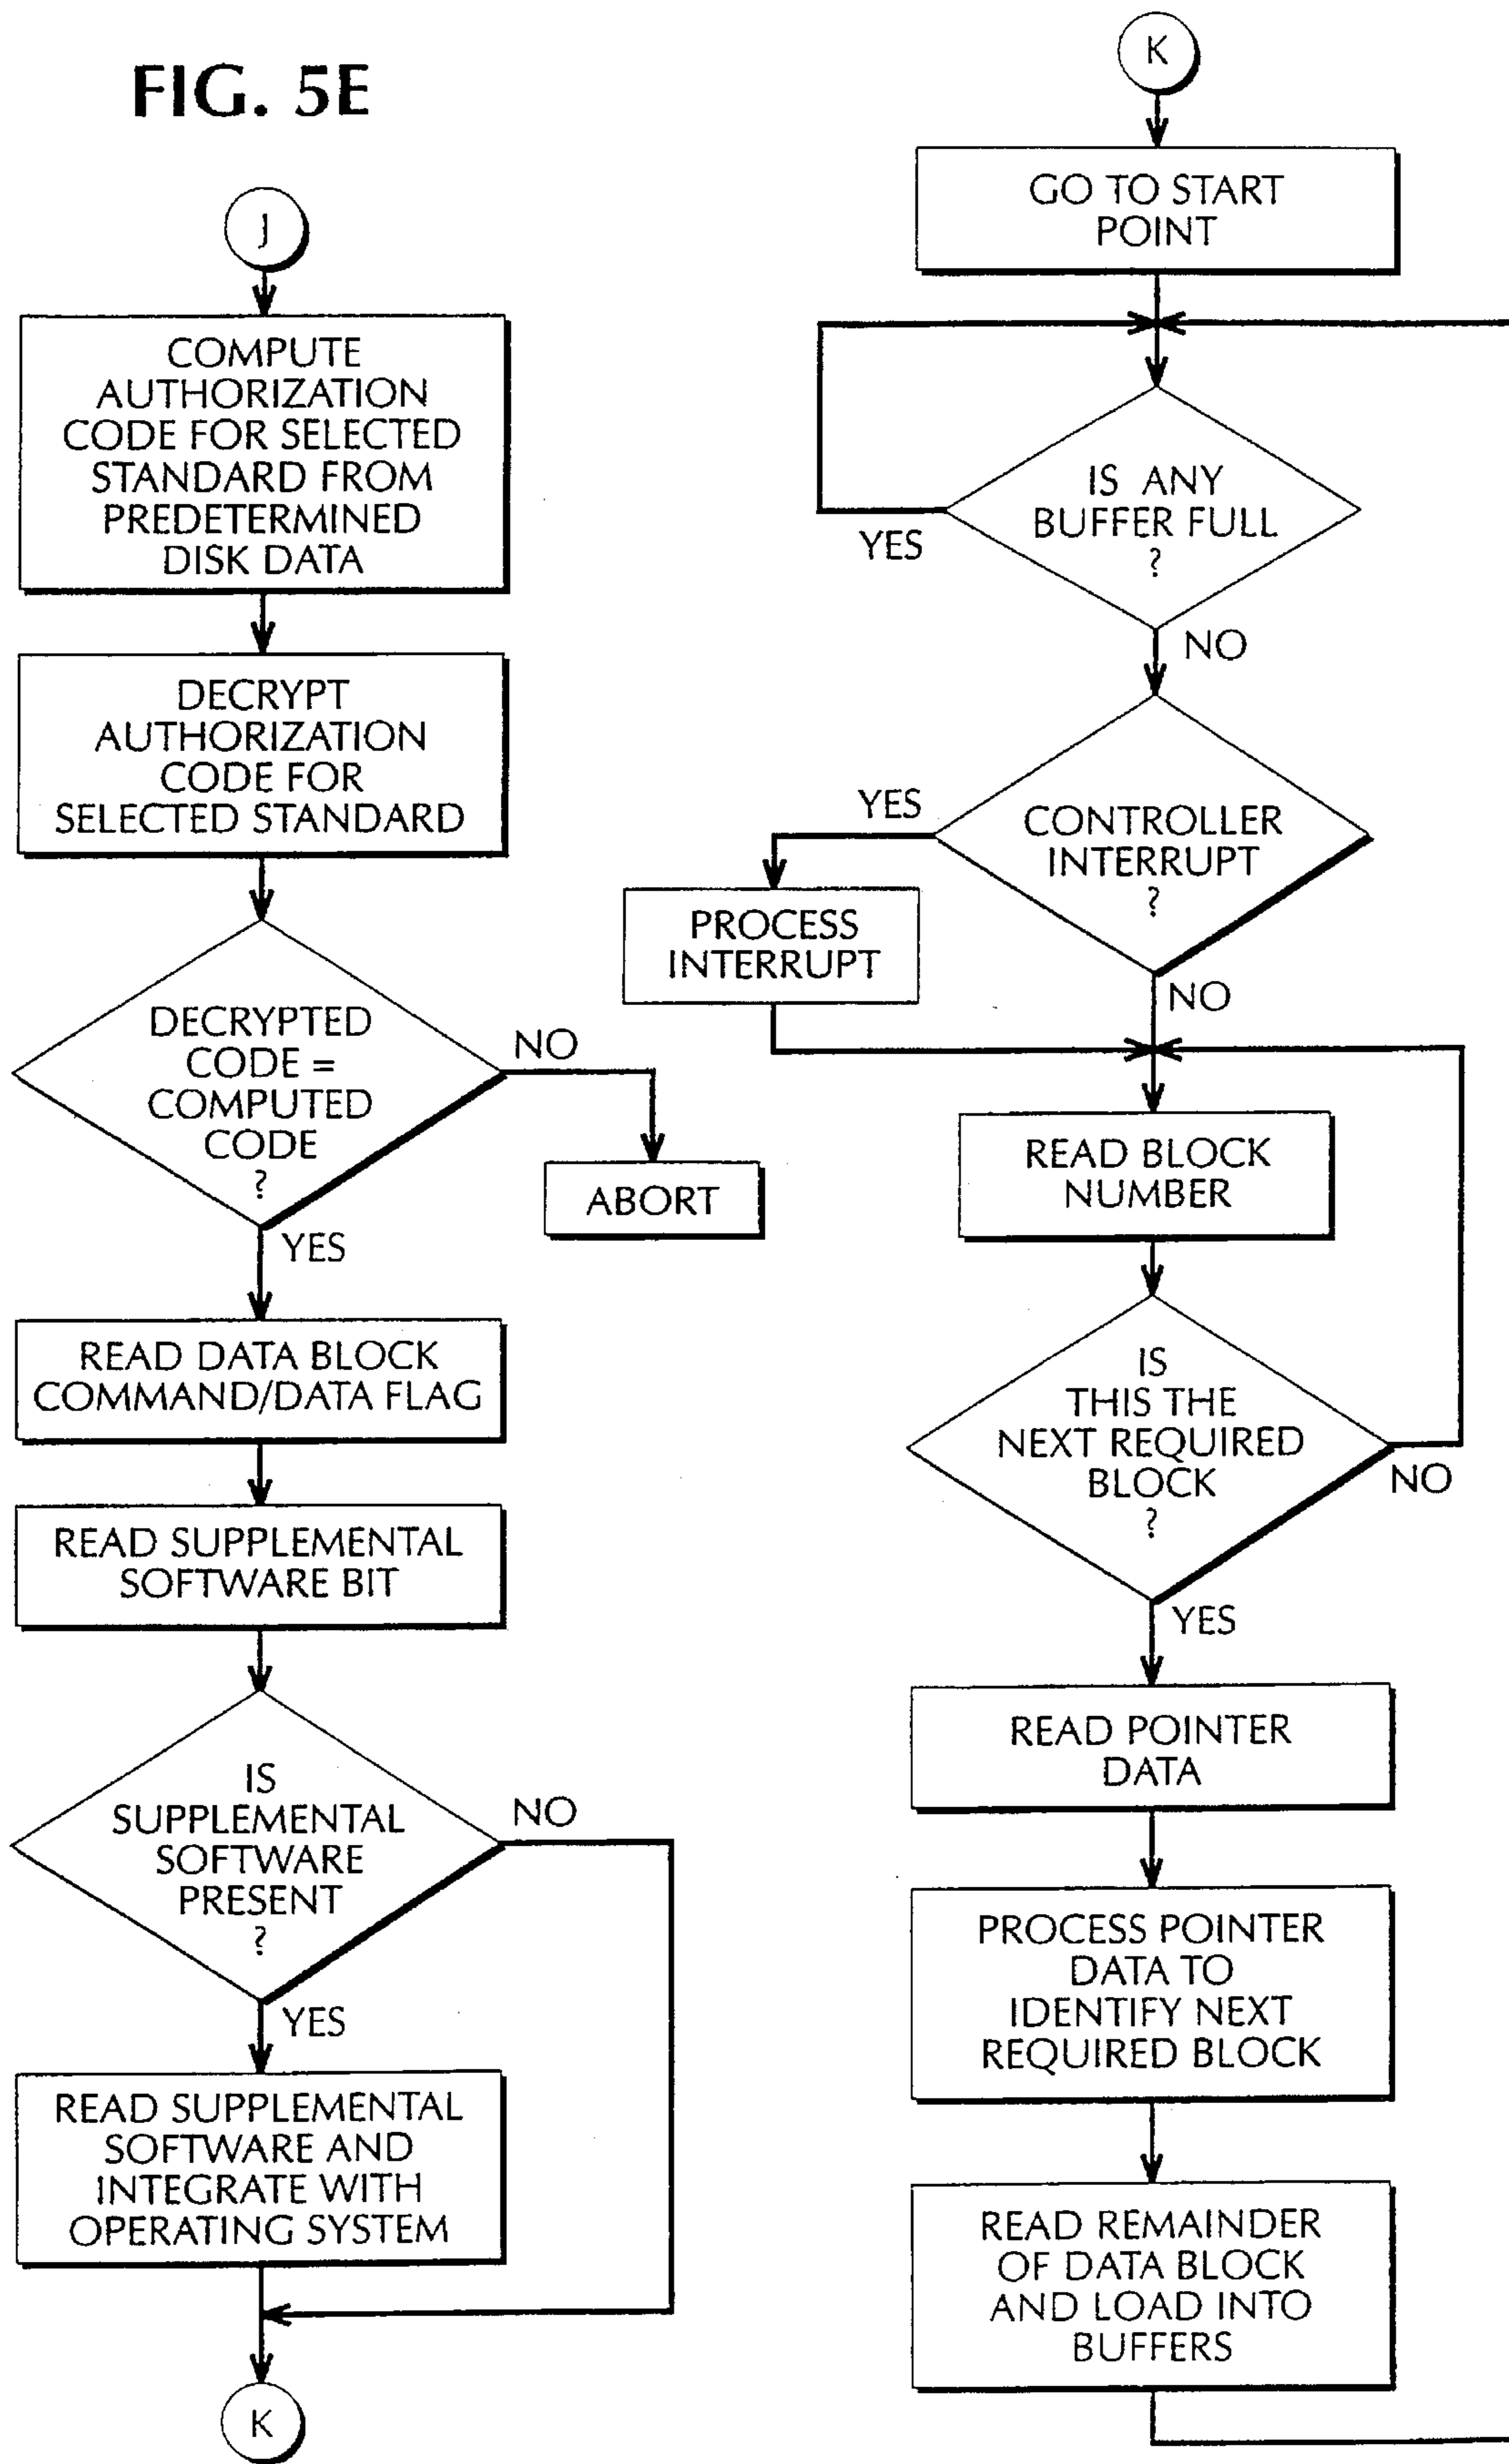 FIG. 5E
J
COMPUTE
AUTHORIZATION
CODE FOR SELECTED
STANDARD FROM
PREDETERMINED
DISK DATA
DECRYPT
AUTHORIZATION
CODE FOR
SELECTED STANDARD
DECRYPTED
CODE =
COMPUTED
CODE
?
NO
ABORT
YES
READ DATA BLOCK
COMMAND/DATA FLAG
READ SUPPLEMENTAL
SOFTWARE BIT
IS
SUPPLEMENTAL
SOFTWARE
PRESENT
?
NO
YES
READ SUPPLEMENTAL
SOFTWARE AND
INTEGRATE WITH
OPERATING SYSTEM
K
K
GO TO START
POINT
IS ANY
BUFFER FULL
?
YES
NO
CONTROLLER
INTERRUPT
?
YES
PROCESS
INTERRUPT
NO
READ BLOCK
NUMBER
IS
THIS THE
NEXT REQUIRED
BLOCK
?
NO
YES
READ POINTER
DATA
PROCESS POINTER
DATA TO
IDENTIFY NEXT
REQUIRED BLOCK
READ REMAINDER
OF DATA BLOCK
AND LOAD INTO
BUFFERS